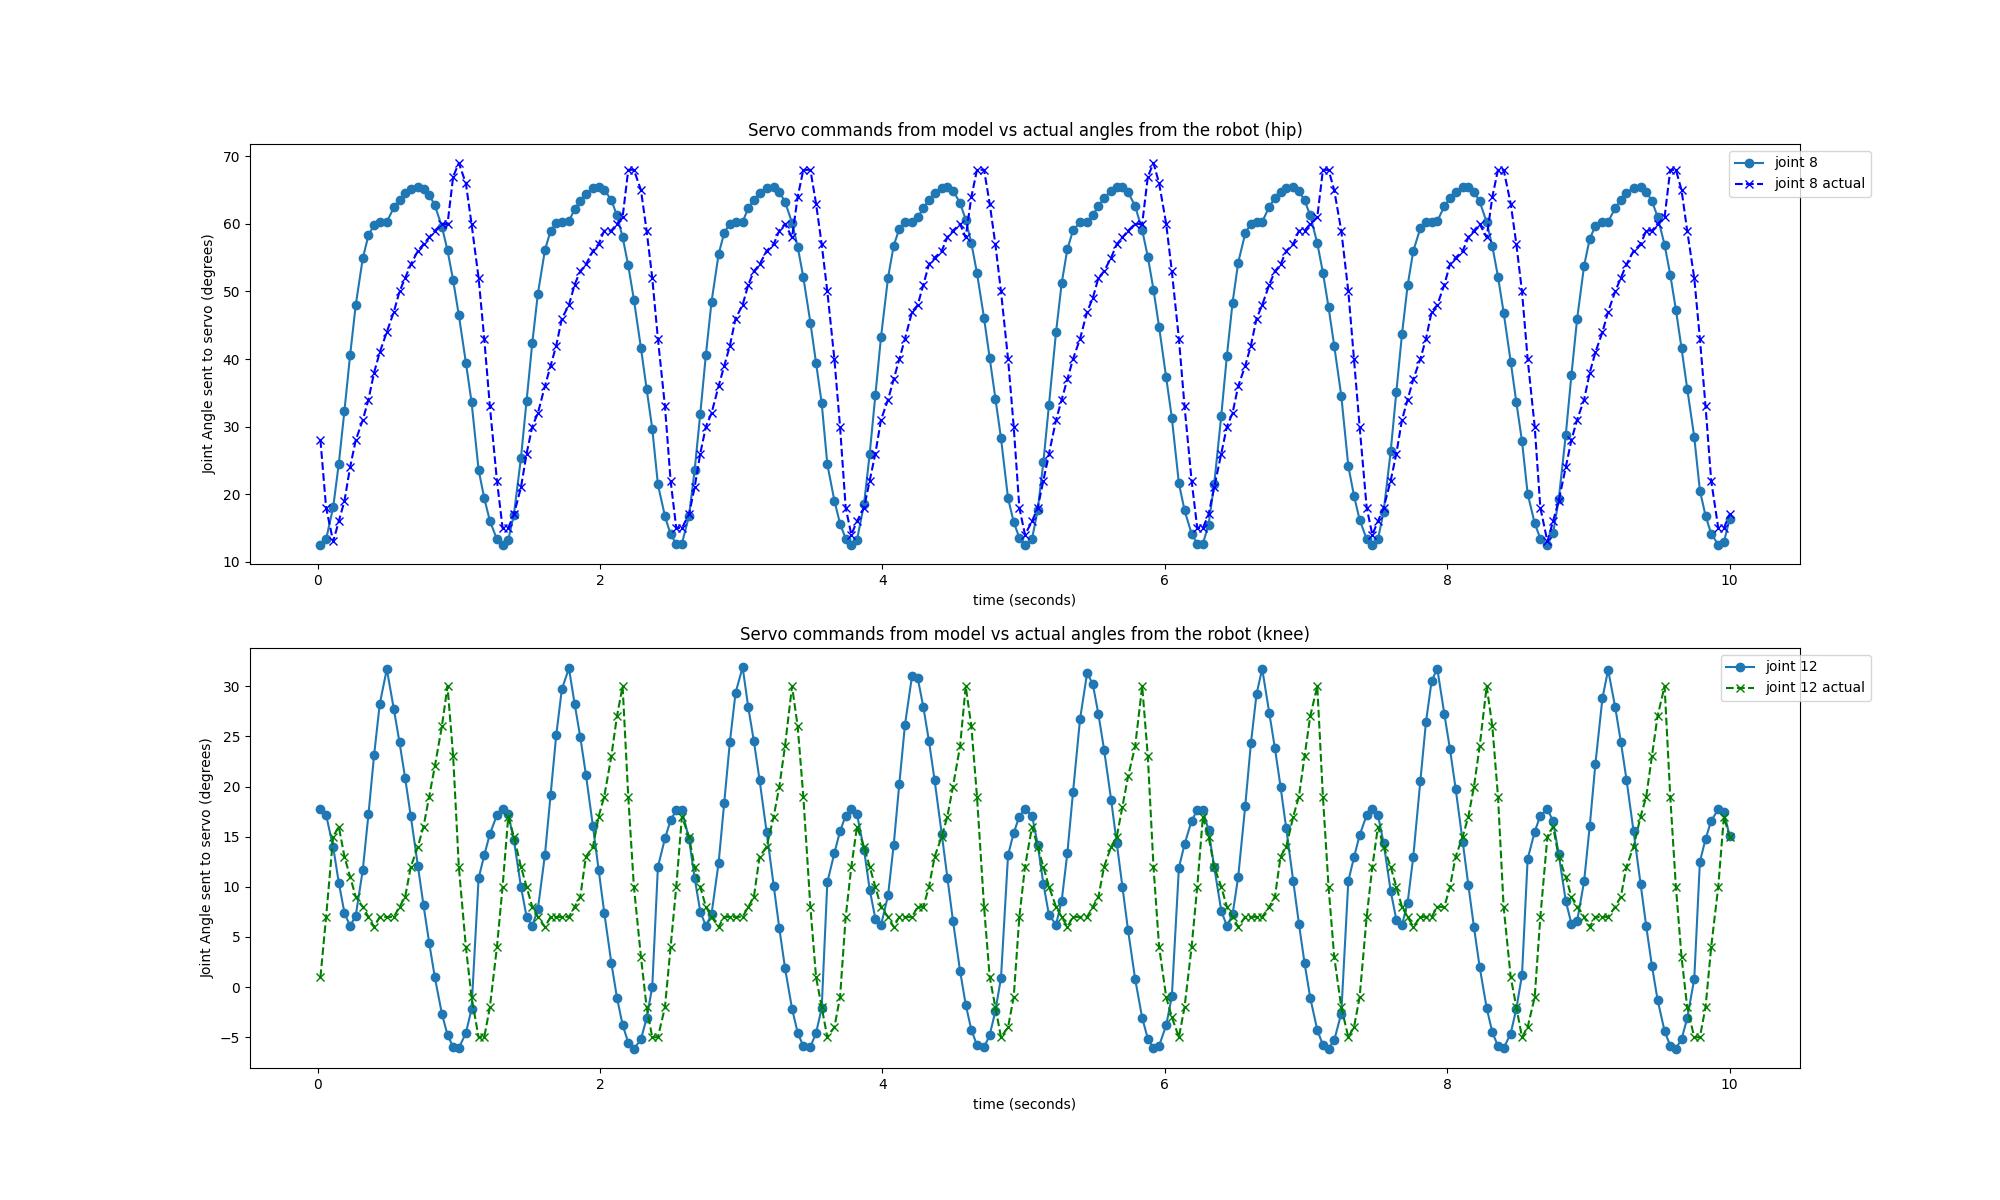 Servo commands from model vs actual angles from the robot (hip)
Joint Angle sent to servo (degrees)
70
60
50
40
30
20
10
joint 8
joint 8 actual
0 2 4 6 8 10
time (seconds)
Servo commands from model vs actual angles from the robot (knee)
Joint Angle sent to servo (degrees)
30
25
20
15
10
5
0
−5
joint 12
joint 12 actual
0 2 4 6 8 10
time (seconds)